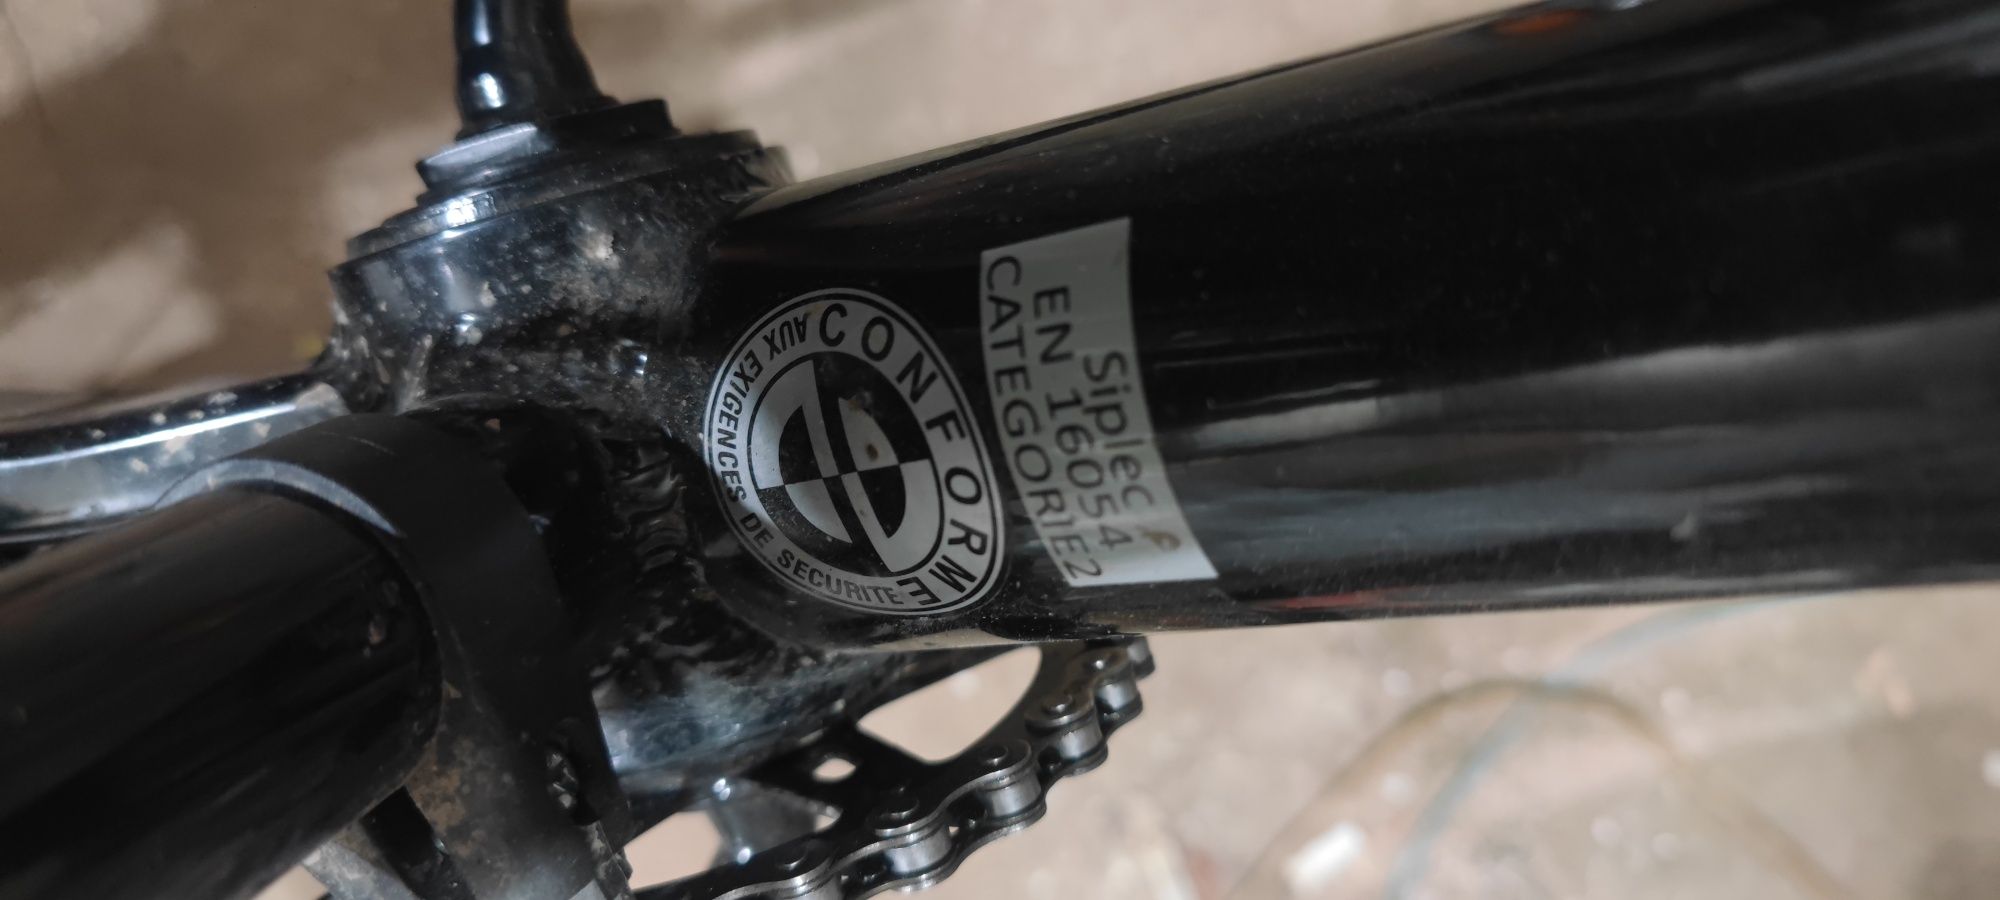 CONFORME
AUX EXIGENCES DE SECURITE
Siplec
EN 16054
CATEGORIE2